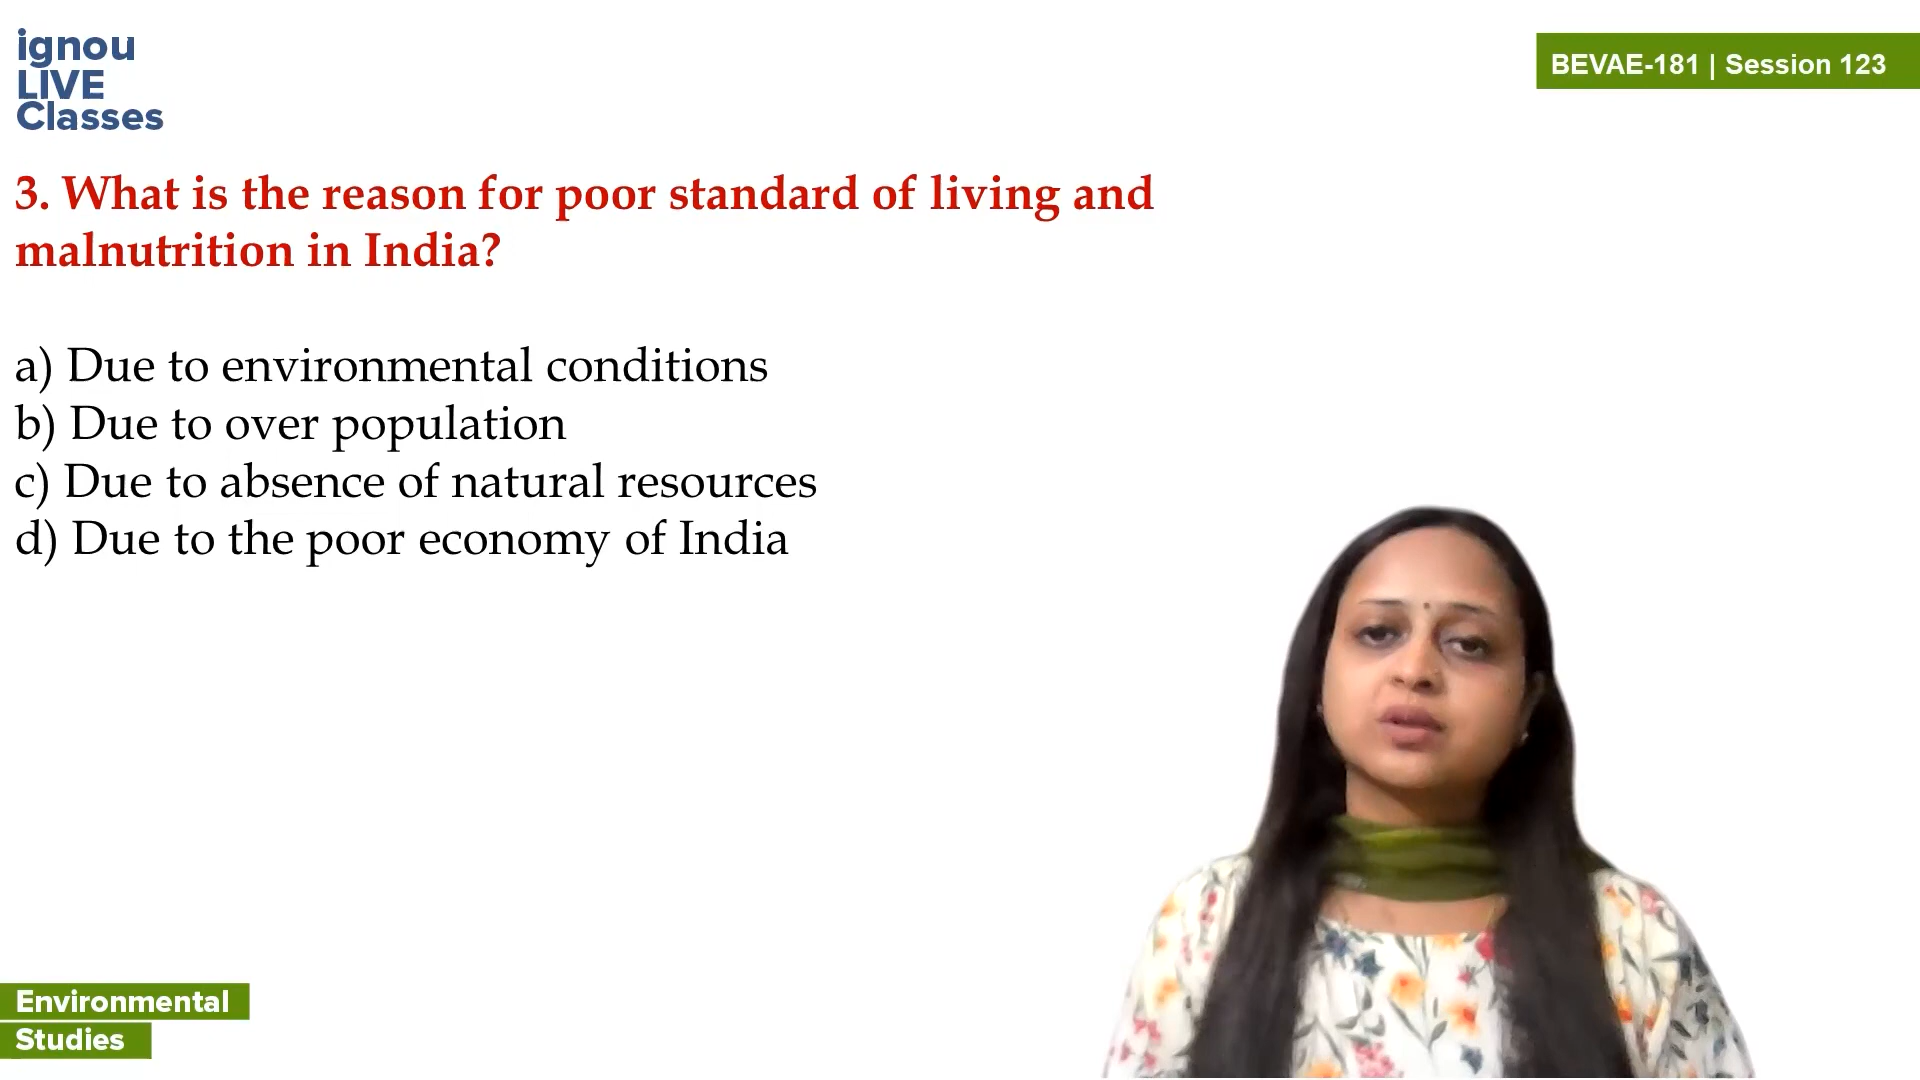 ignou
LIVE
Classes
BEVAE-181 | Session 123
3. What is the reason for poor standard of living and
malnutrition in India?
a) Due to environmental conditions
b) Due to over population
c) Due to absence of natural resources
d) Due to the poor economy of India
Environmental
Studies